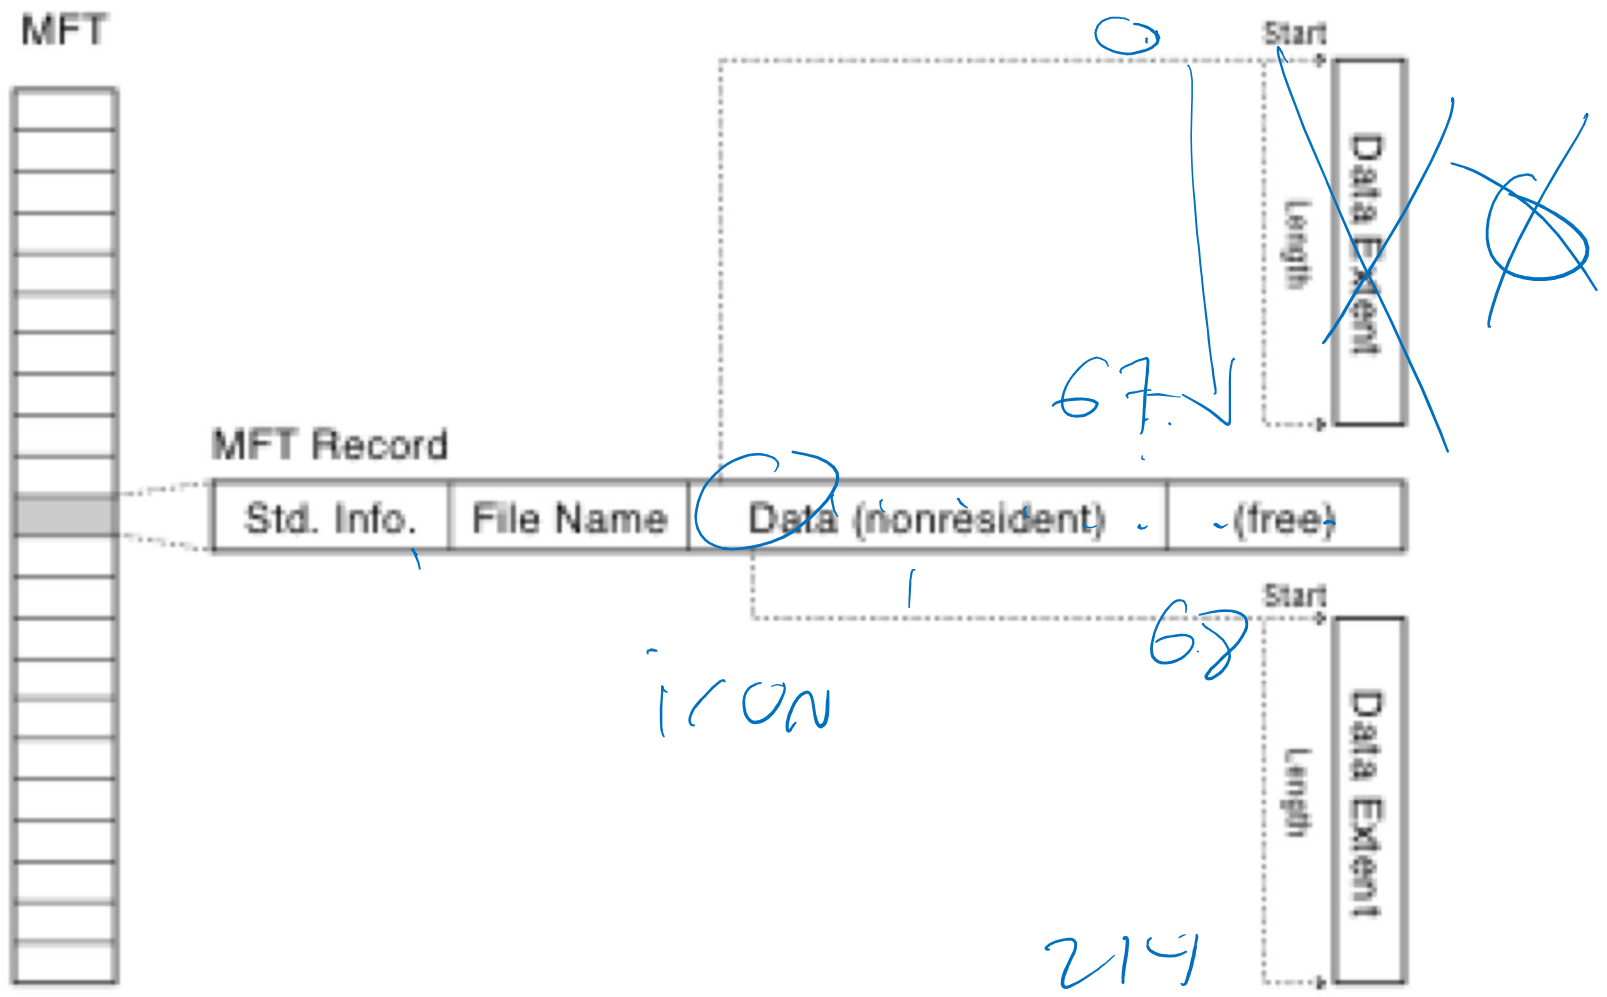 MFT
0
Start
Data Extent
Length
67
MFT Record
Std. Info.
File Name
Data (nonresident)
(free)
Start
68
Data Extent
Length
214